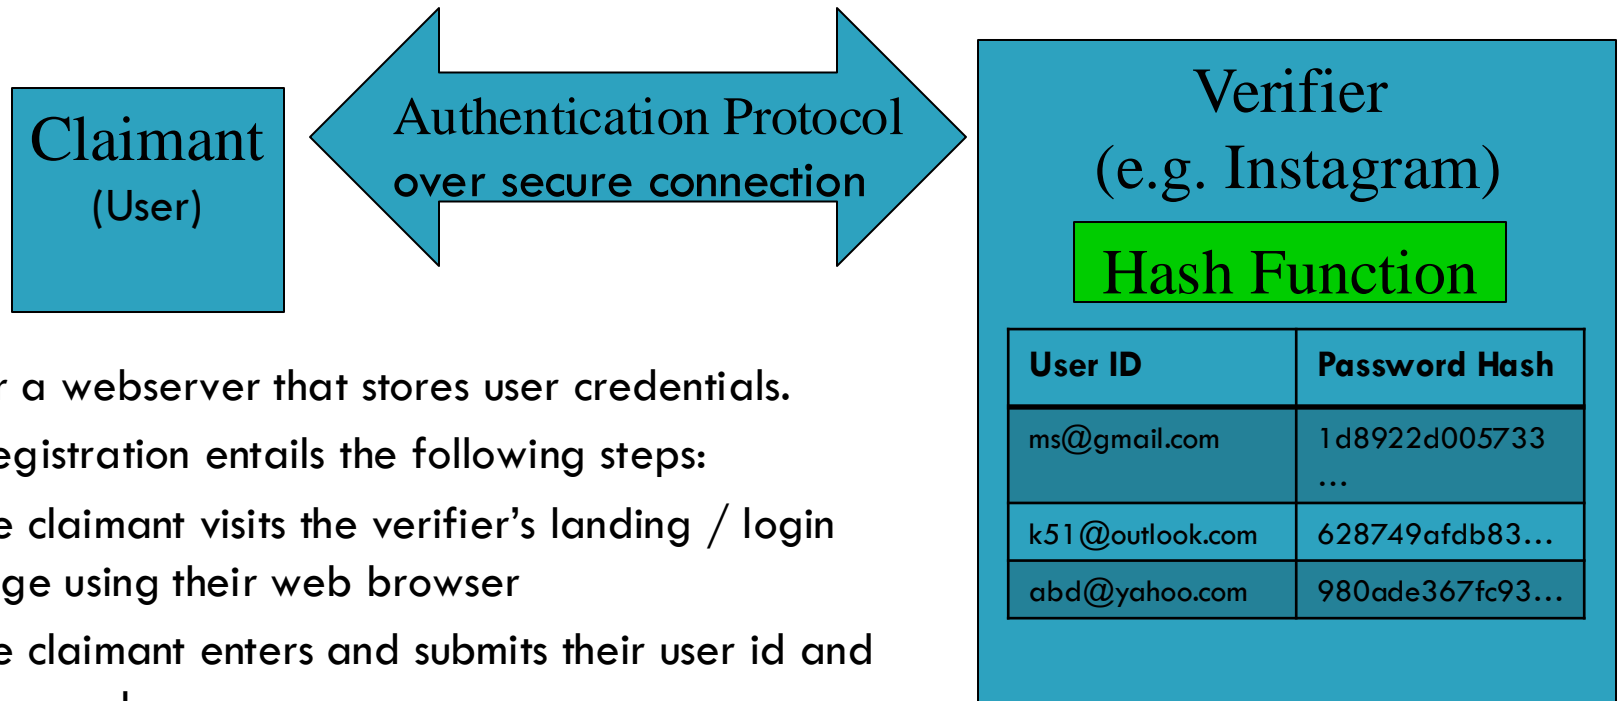 Claimant
(User)
Authentication Protocol
over secure connection
Verifier
(e.g. Instagram)
Hash Function
User ID Password Hash
ms@gmail.com 1d8922d005733
...
k51@outlook.com 628749afdb83...
abd@yahoo.com 980ade367fc93...
r a webserver that stores user credentials.
egistration entails the following steps:
e claimant visits the verifier’s landing / login
ge using their web browser
e claimant enters and submits their user id and